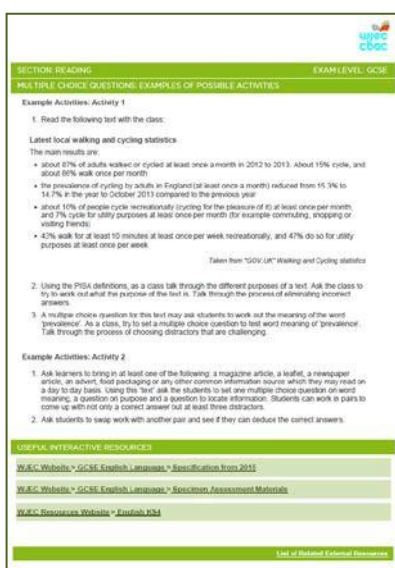 wjec
cbac
SECTION: READING EXAM LEVEL: GCSE
MULTIPLE CHOICE QUESTIONS: EXAMPLES OF POSSIBLE ACTIVITIES
Example Activities: Activity 1
1. Read the following text with the class:
Latest local walking and cycling statistics
The main results are:
• about 87% of adults walked or cycled at least once a month in 2012 to 2013. About 15% cycle, and
about 86% walk once per month
• the prevalence of cycling by adults in England (at least once a month) reduced from 15.3% to
14.7% in the year to October 2013 compared to the previous year
• about 10% of people cycle recreationally (cycling for the pleasure of it) at least once per month,
and 7% cycle for utility purposes at least once per month (for example commuting, shopping or
visiting friends)
• 43% walk for at least 10 minutes at least once per week recreationally, and 47% do so for utility
purposes at least once per week
Taken from "GOV.UK" Walking and Cycling statistics
2. Using the PISA definitions, as a class talk through the different purposes of a text. Ask the class to
try to work out what the purpose of the text is. Talk through the process of eliminating incorrect
answers.
3. A multiple choice question for this text may ask students to work out the meaning of the word
'prevalence'. As a class, try to set a multiple choice question to test word meaning of 'prevalence'.
Talk through the process of choosing distractors that are challenging.
Example Activities: Activity 2
1. Ask learners to bring in at least one of the following: a magazine article, a leaflet, a newspaper
article, an advert, food packaging or any other common information source which they may read on
a day to day basis. Using this 'text' ask the students to set one multiple choice question on word
meaning, a question on purpose and a question to locate information. Students can work in pairs to
come up with not only a correct answer but at least three distractors.
2. Ask students to swap work with another pair and see if they can deduce the correct answers.
USEFUL INTERACTIVE RESOURCES
WJEC Website > GCSE English Language > Specification from 2015
WJEC Website > GCSE English Language > Specimen Assessment Materials
WJEC Resources Website > English KS4
List of Related External Resources